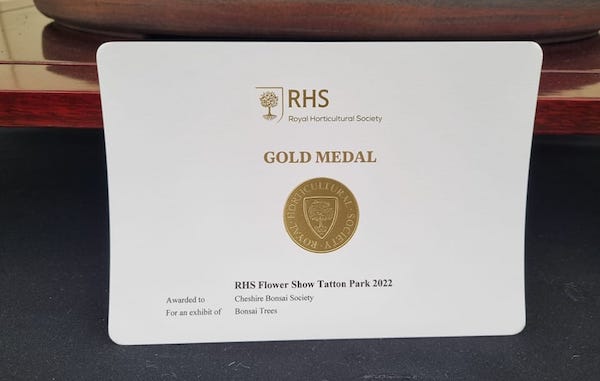 RHS
Royal Horticultural Society
GOLD MEDAL
ROYAL · HORTICULTURAL · SOCIETY
RHS Flower Show Tatton Park 2022
Awarded to Cheshire Bonsai Society
For an exhibit of Bonsai Trees